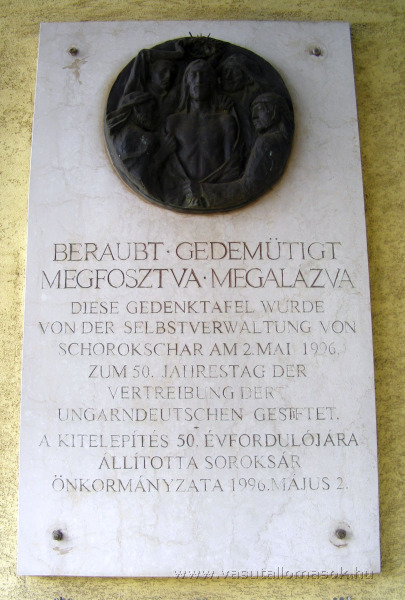 BERAUBT · GEDEMÜTIGT
MEGFOSZTVA · MEGALÁZVA
DIESE GEDENKTAFEL WURDE
VON DER SELBSTVERWALTUNG VON
SCHOROKSCHAR AM 2. MAI 1996.
ZUM 50. JAHRESTAG DER
VERTREIBUNG DER
UNGARNDEUTSCHEN GESTIFTET.
A KITELEPÍTÉS 50. ÉVFORDULÓJÁRA
ÁLLÍTOTTA SOROKSÁR
ÖNKORMÁNYZATA 1996. MÁJUS 2.
www.vasutallomasok.hu